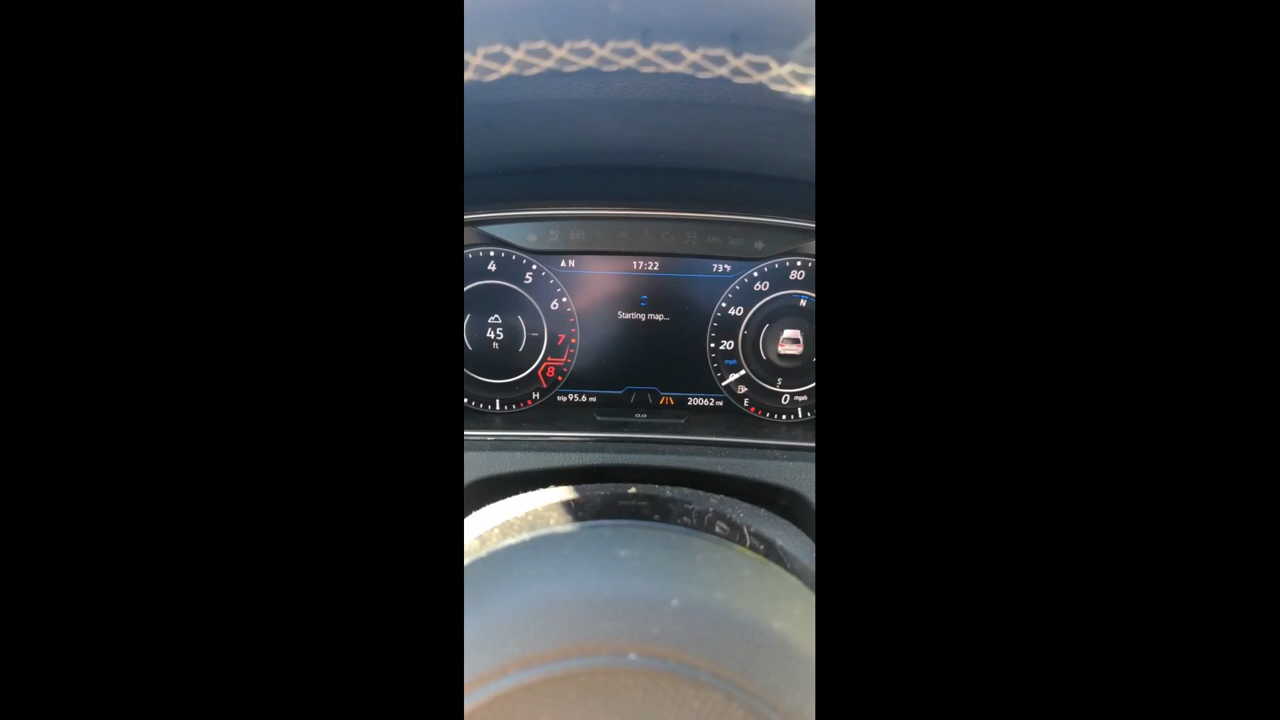 N
17:22
73°F
Starting map...
4
5
6
7
8
H
45
ft
20
40
60
80
mph
N
S
E
0 mph
trip 95.6 mi
20062 mi